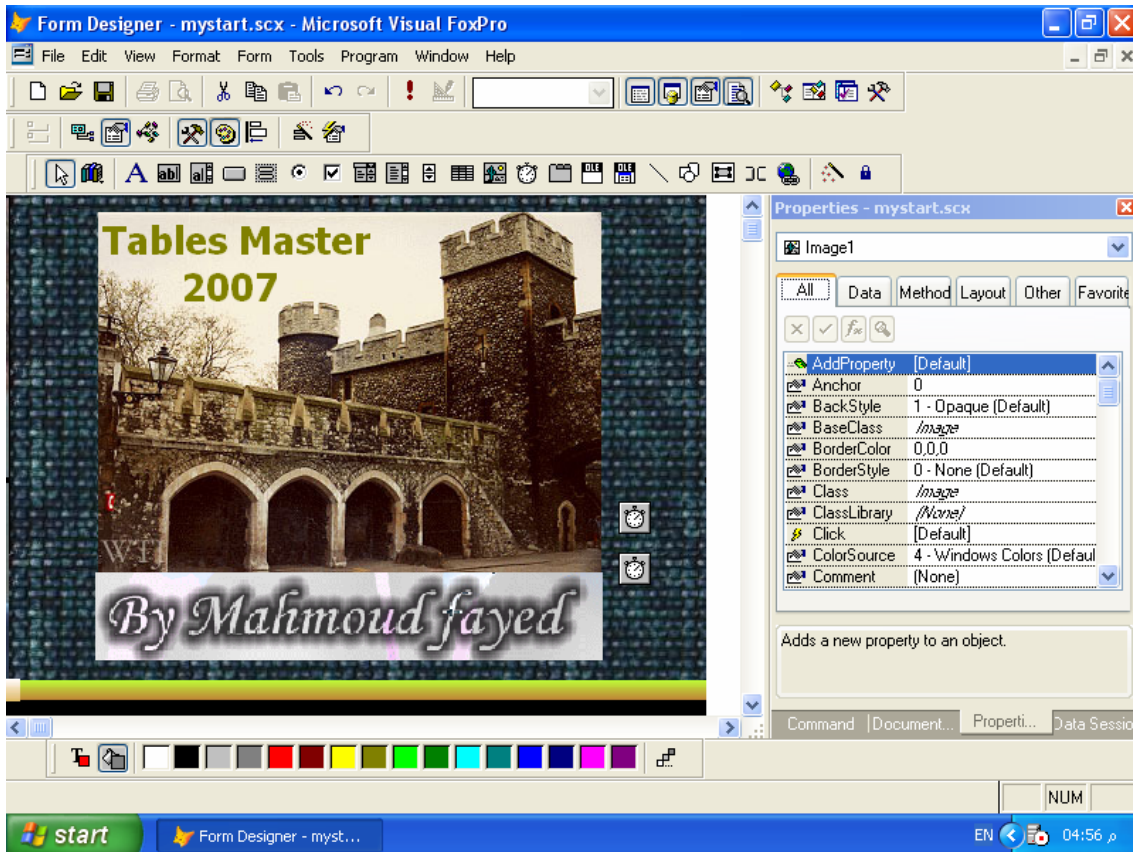 Form Designer - mystart.scx - Microsoft Visual FoxPro
File Edit View Format Form Tools Program Window Help
Tables Master
2007
WT
By Mahmoud fayed
Properties - mystart.scx
Image1
All Data Method Layout Other Favorite
AddProperty [Default]
Anchor 0
BackStyle 1 - Opaque (Default)
BaseClass Image
BorderColor 0,0,0
BorderStyle 0 - None (Default)
Class Image
ClassLibrary (None)
Click [Default]
ColorSource 4 - Windows Colors (Defaul
Comment (None)
Adds a new property to an object.
Command Document... Properti... Data Sessio
NUM
start Form Designer - myst... EN 04:56 م